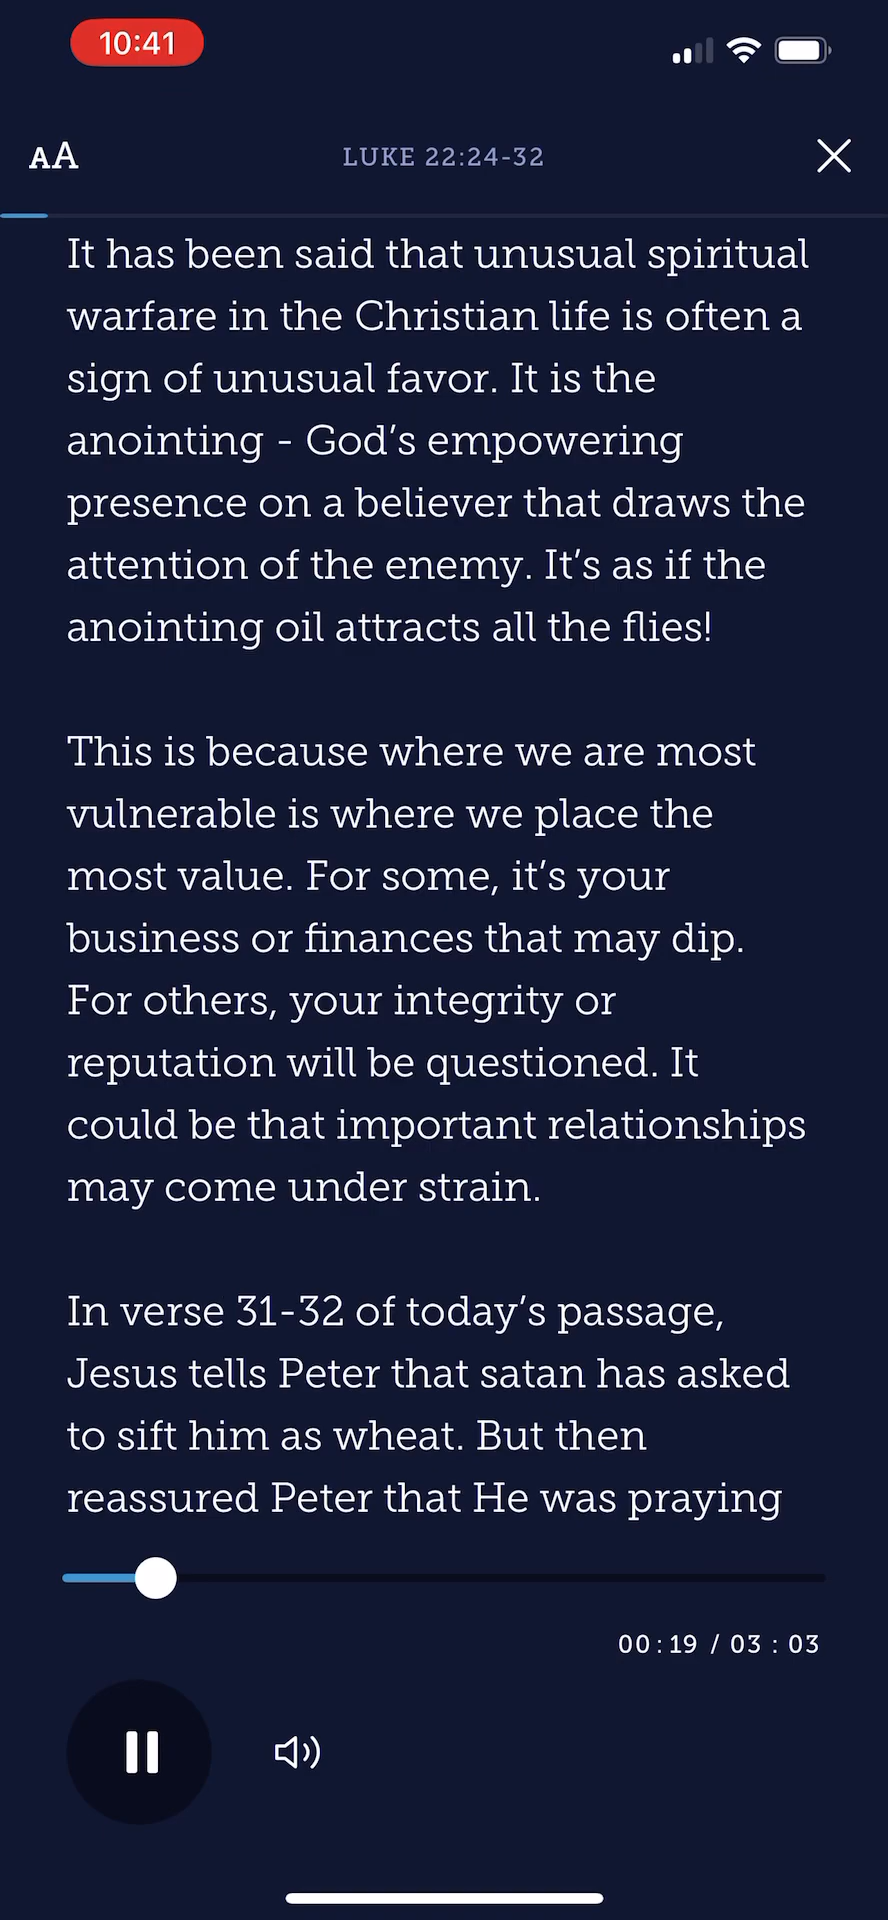 10:41
AA
LUKE 22:24-32
It has been said that unusual spiritual
warfare in the Christian life is often a
sign of unusual favor. It is the
anointing - God's empowering
presence on a believer that draws the
attention of the enemy. It's as if the
anointing oil attracts all the flies!
This is because where we are most
vulnerable is where we place the
most value. For some, it's your
business or finances that may dip.
For others, your integrity or
reputation will be questioned. It
could be that important relationships
may come under strain.
In verse 31-32 of today's passage,
Jesus tells Peter that satan has asked
to sift him as wheat. But then
reassured Peter that He was praying
00:19 / 03 : 03